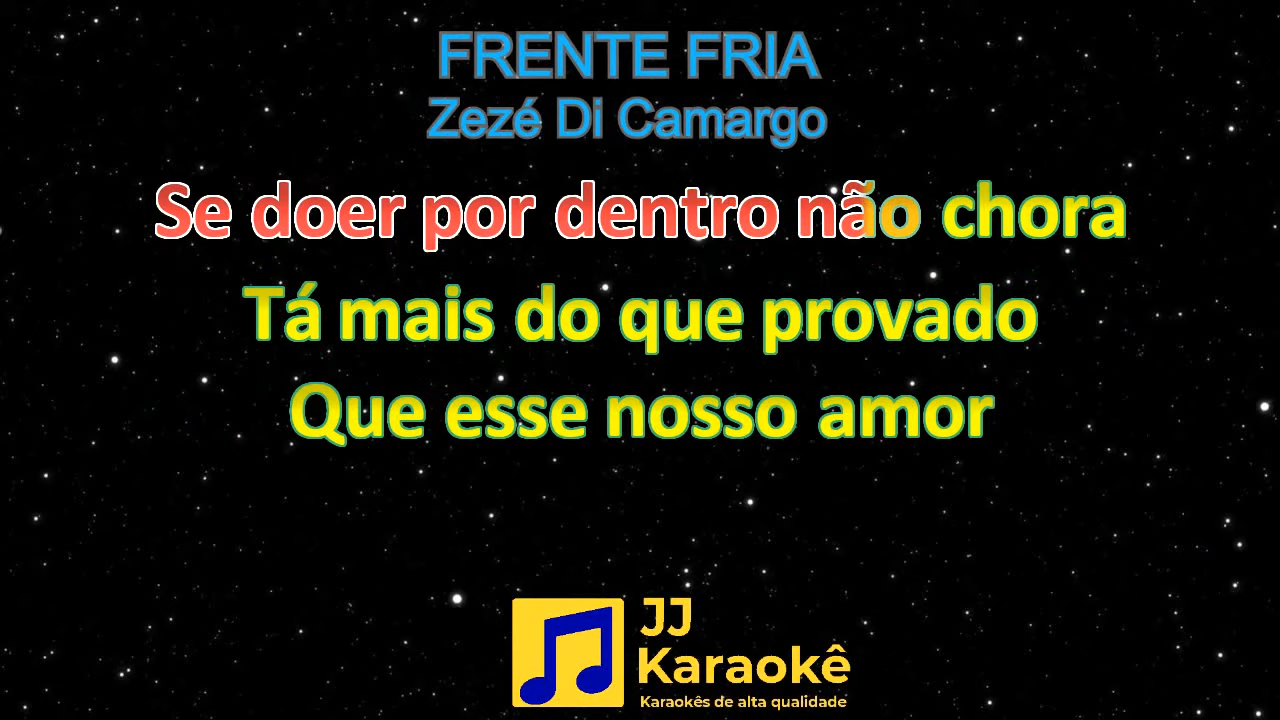 FRENTE FRIA
Zezé Di Camargo
Se doer por dentro não chora
Tá mais do que provado
Que esse nosso amor
JJ
Karaokê
Karaokês de alta qualidade